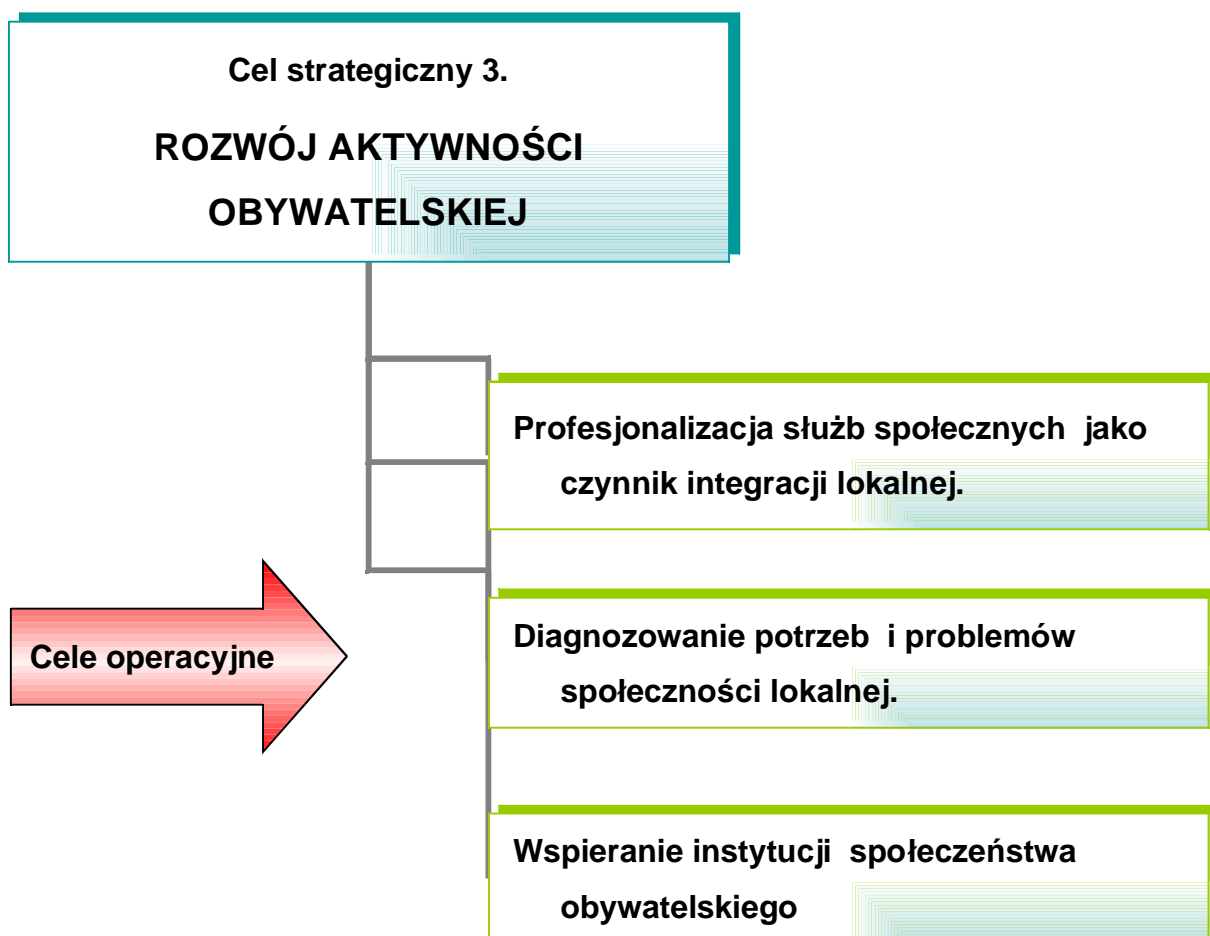 Cel strategiczny 3.
ROZWÓJ AKTYWNOŚCI
OBYWATELSKIEJ
Profesjonalizacja służb społecznych jako
czynnik integracji lokalnej.
Cele operacyjne
Diagnozowanie potrzeb i problemów
społeczności lokalnej.
Wspieranie instytucji społeczeństwa
obywatelskiego